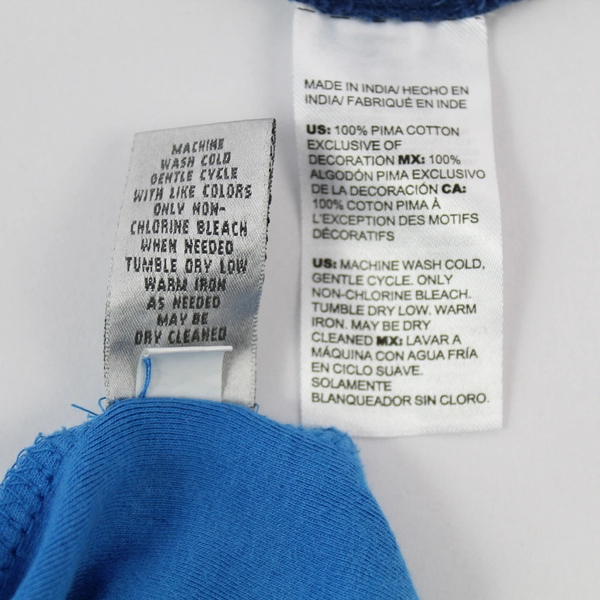 MACHINE
WASH COLD
GENTLE CYCLE
WITH LIKE COLORS
ONLY NON-
CHLORINE BLEACH
WHEN NEEDED
TUMBLE DRY LOW
WARM IRON
AS NEEDED
MAY BE
DRY CLEANED
MADE IN INDIA/ HECHO EN
INDIA/ FABRIQUÉ EN INDE
US: 100% PIMA COTTON
EXCLUSIVE OF
DECORATION MX: 100%
ALGODÓN PIMA EXCLUSIVO
DE LA DECORACIÓN CA:
100% COTON PIMA À
L'EXCEPTION DES MOTIFS
DÉCORATIFS
US: MACHINE WASH COLD,
GENTLE CYCLE. ONLY
NON-CHLORINE BLEACH.
TUMBLE DRY LOW. WARM
IRON. MAY BE DRY
CLEANED MX: LAVAR A
MÁQUINA CON AGUA FRÍA
EN CICLO SUAVE.
SOLAMENTE
BLANQUEADOR SIN CLORO.